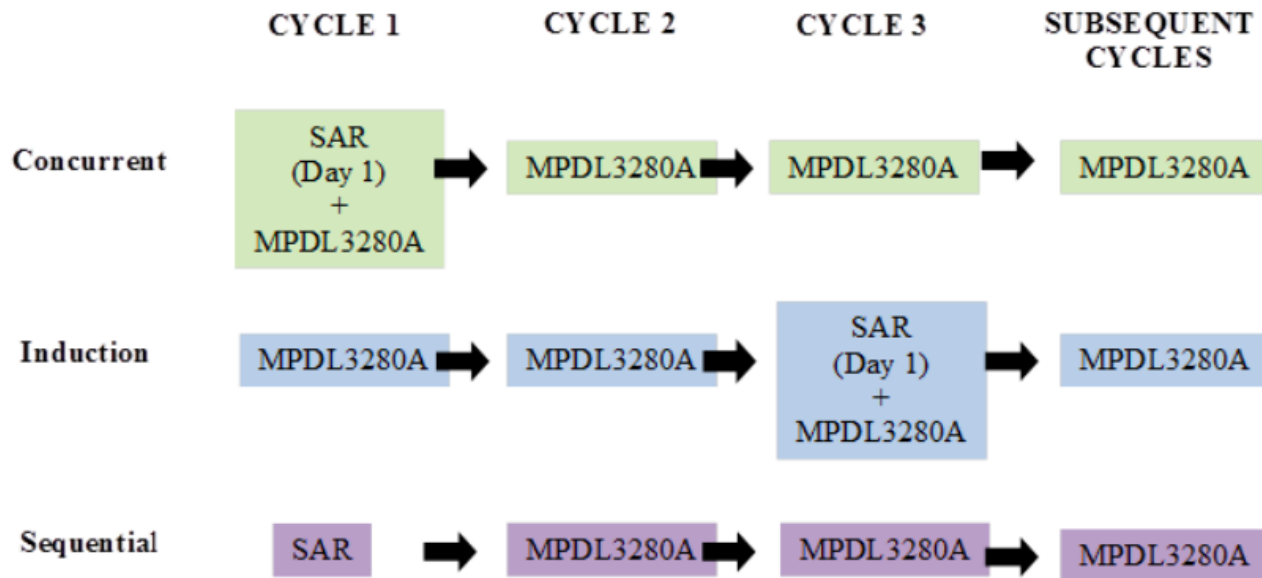 CYCLE 1 CYCLE 2 CYCLE 3 SUBSEQUENT
CYCLES
Concurrent
SAR
(Day 1)
+
MPDL3280A
MPDL3280A
MPDL3280A
MPDL3280A
Induction
MPDL3280A
MPDL3280A
SAR
(Day 1)
+
MPDL3280A
MPDL3280A
Sequential
SAR
MPDL3280A
MPDL3280A
MPDL3280A